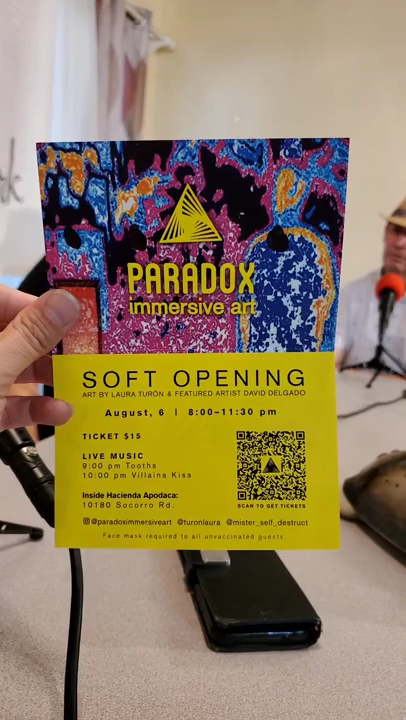 PARADOX
immersive art
SOFT OPENING
ART BY LAURA TURON & FEATURED ARTIST DAVID DELGADO
August, 6 | 8:00-11:30 pm
TICKET $15
LIVE MUSIC
9:00 pm Tooths
10:00 pm Villains Kiss
Inside Hacienda Apodaca:
10180 Socorro Rd.
SCAN TO GET TICKETS
@paradoximmersiveart @turonlaura @mister_self_destruct
Face mask required to all unvaccinated guests.